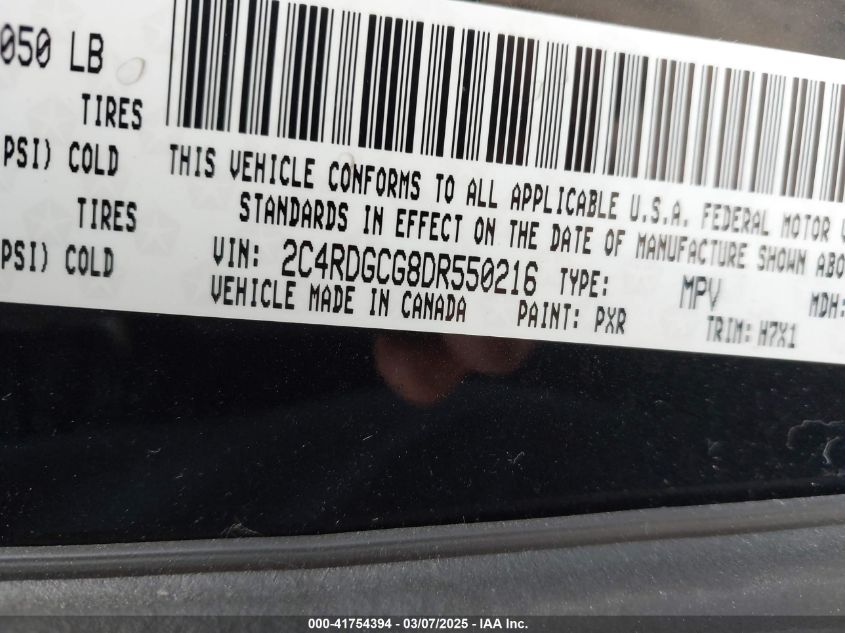 050 LB
TIRES
PSI) COLD
TIRES
PSI) COLD
THIS VEHICLE CONFORMS TO ALL APPLICABLE U.S.A. FEDERAL MOTOR
STANDARDS IN EFFECT ON THE DATE OF MANUFACTURE SHOWN ABO
VIN: 2C4RDGCG8DR550216 TYPE: MPV MDH:
VEHICLE MADE IN CANADA PAINT: PXR TRIM: H7X1
000-41754394 - 03/07/2025 - IAA Inc.